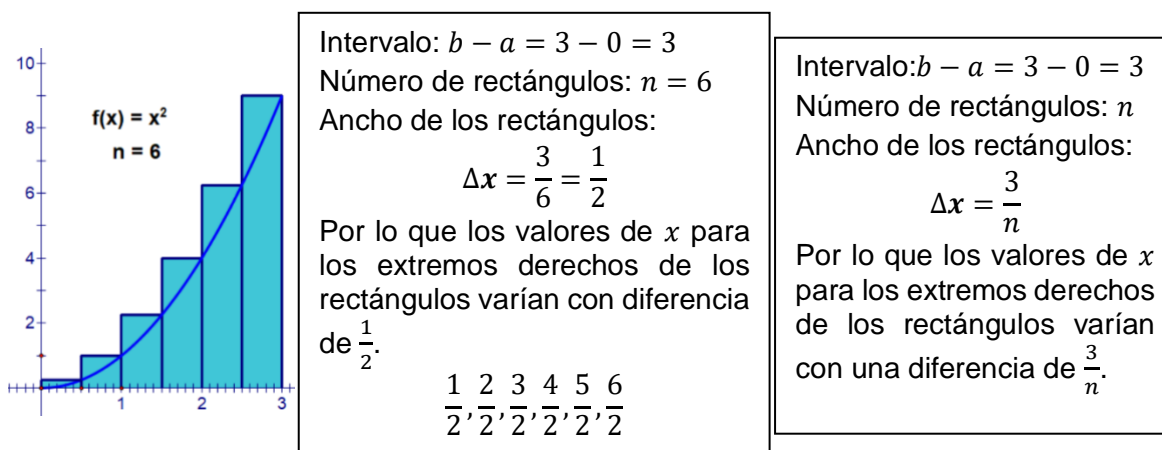 10
8
6
4
2
1
2
3
f(x) = x²
n = 6
Intervalo: b − a = 3 − 0 = 3
Número de rectángulos: n = 6
Ancho de los rectángulos:
Δx = 3/6 = 1/2
Por lo que los valores de x para
los extremos derechos de los
rectángulos varían con diferencia
de 1/2.
1/2, 2/2, 3/2, 4/2, 5/2, 6/2
Intervalo:b − a = 3 − 0 = 3
Número de rectángulos: n
Ancho de los rectángulos:
Δx = 3/n
Por lo que los valores de x
para los extremos derechos
de los rectángulos varían
con una diferencia de 3/n.